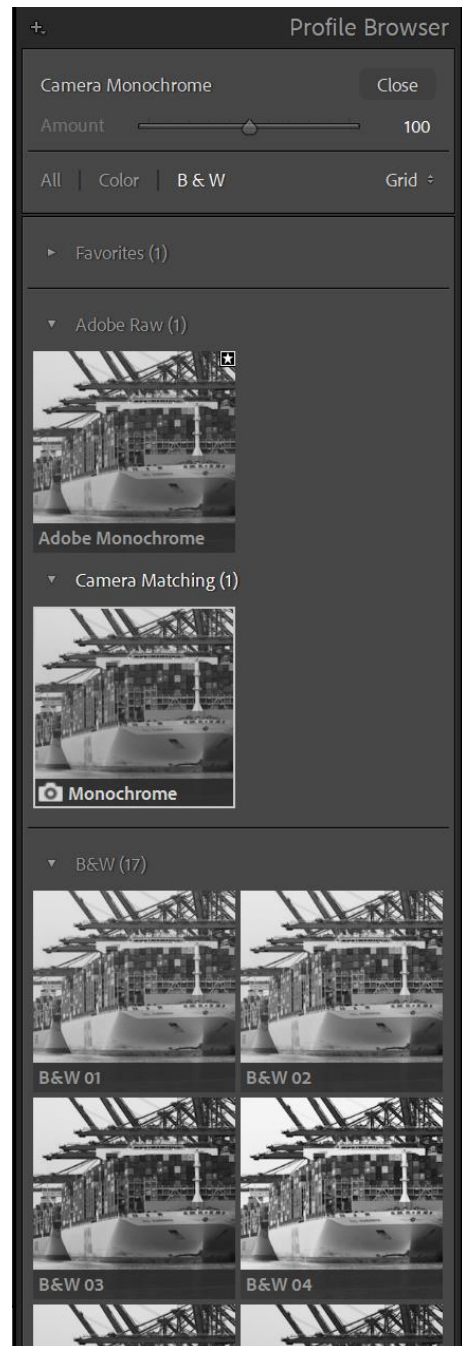 Profile Browser
Camera Monochrome Close
Amount 100
All | Color | B & W Grid
Favorites (1)
Adobe Raw (1)
Adobe Monochrome
Camera Matching (1)
Monochrome
B&W (17)
B&W 01 B&W 02
B&W 03 B&W 04